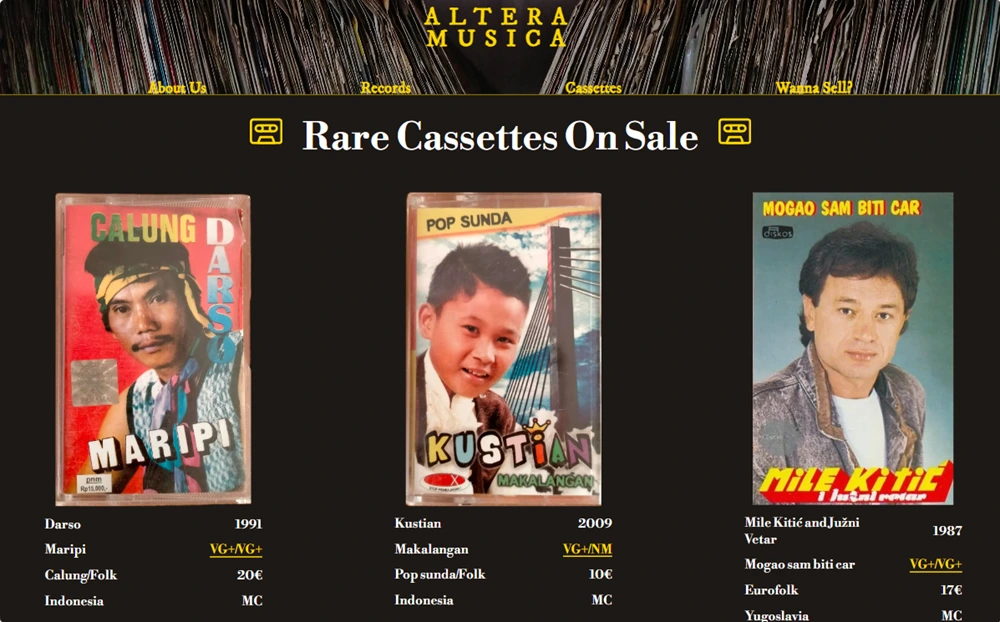 ALTERA
MUSICA
About Us
Records
Cassettes
Wanna Sell?
Rare Cassettes On Sale
CALUNG
DARSO
MARIPI
pnm
Rp15.000,-
POP SUNDA
KUSTIAN
MAKALANGAN
MOGAO SAM BITI CAR
diskos
MiLE KiTiĆ
i Južni vetar
Darso 1991
Maripi VG+/VG+
Calung/Folk 20€
Indonesia MC
Kustian 2009
Makalangan VG+/NM
Pop sunda/Folk 10€
Indonesia MC
Mile Kitić and Južni
Vetar 1987
Mogao sam biti car VG+/VG+
Eurofolk 17€
Yugoslavia MC